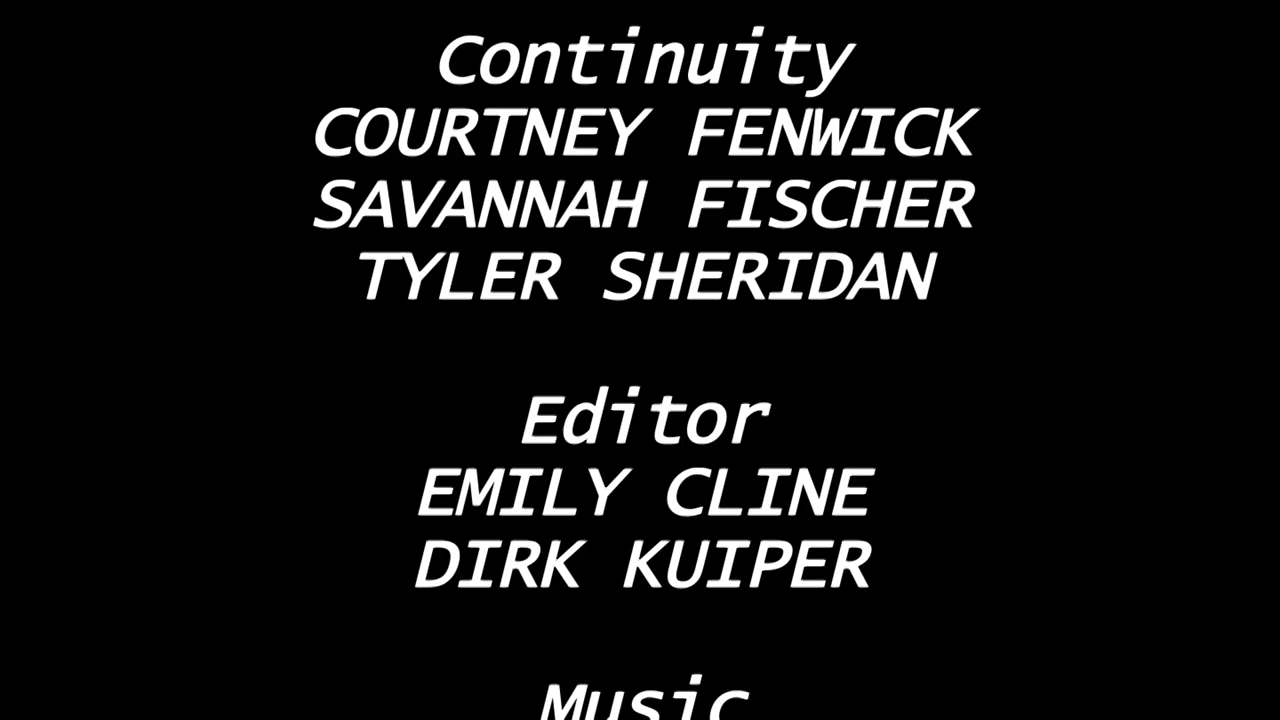 Continuity
COURTNEY FENWICK
SAVANNAH FISCHER
TYLER SHERIDAN
Editor
EMILY CLINE
DIRK KUIPER
Music